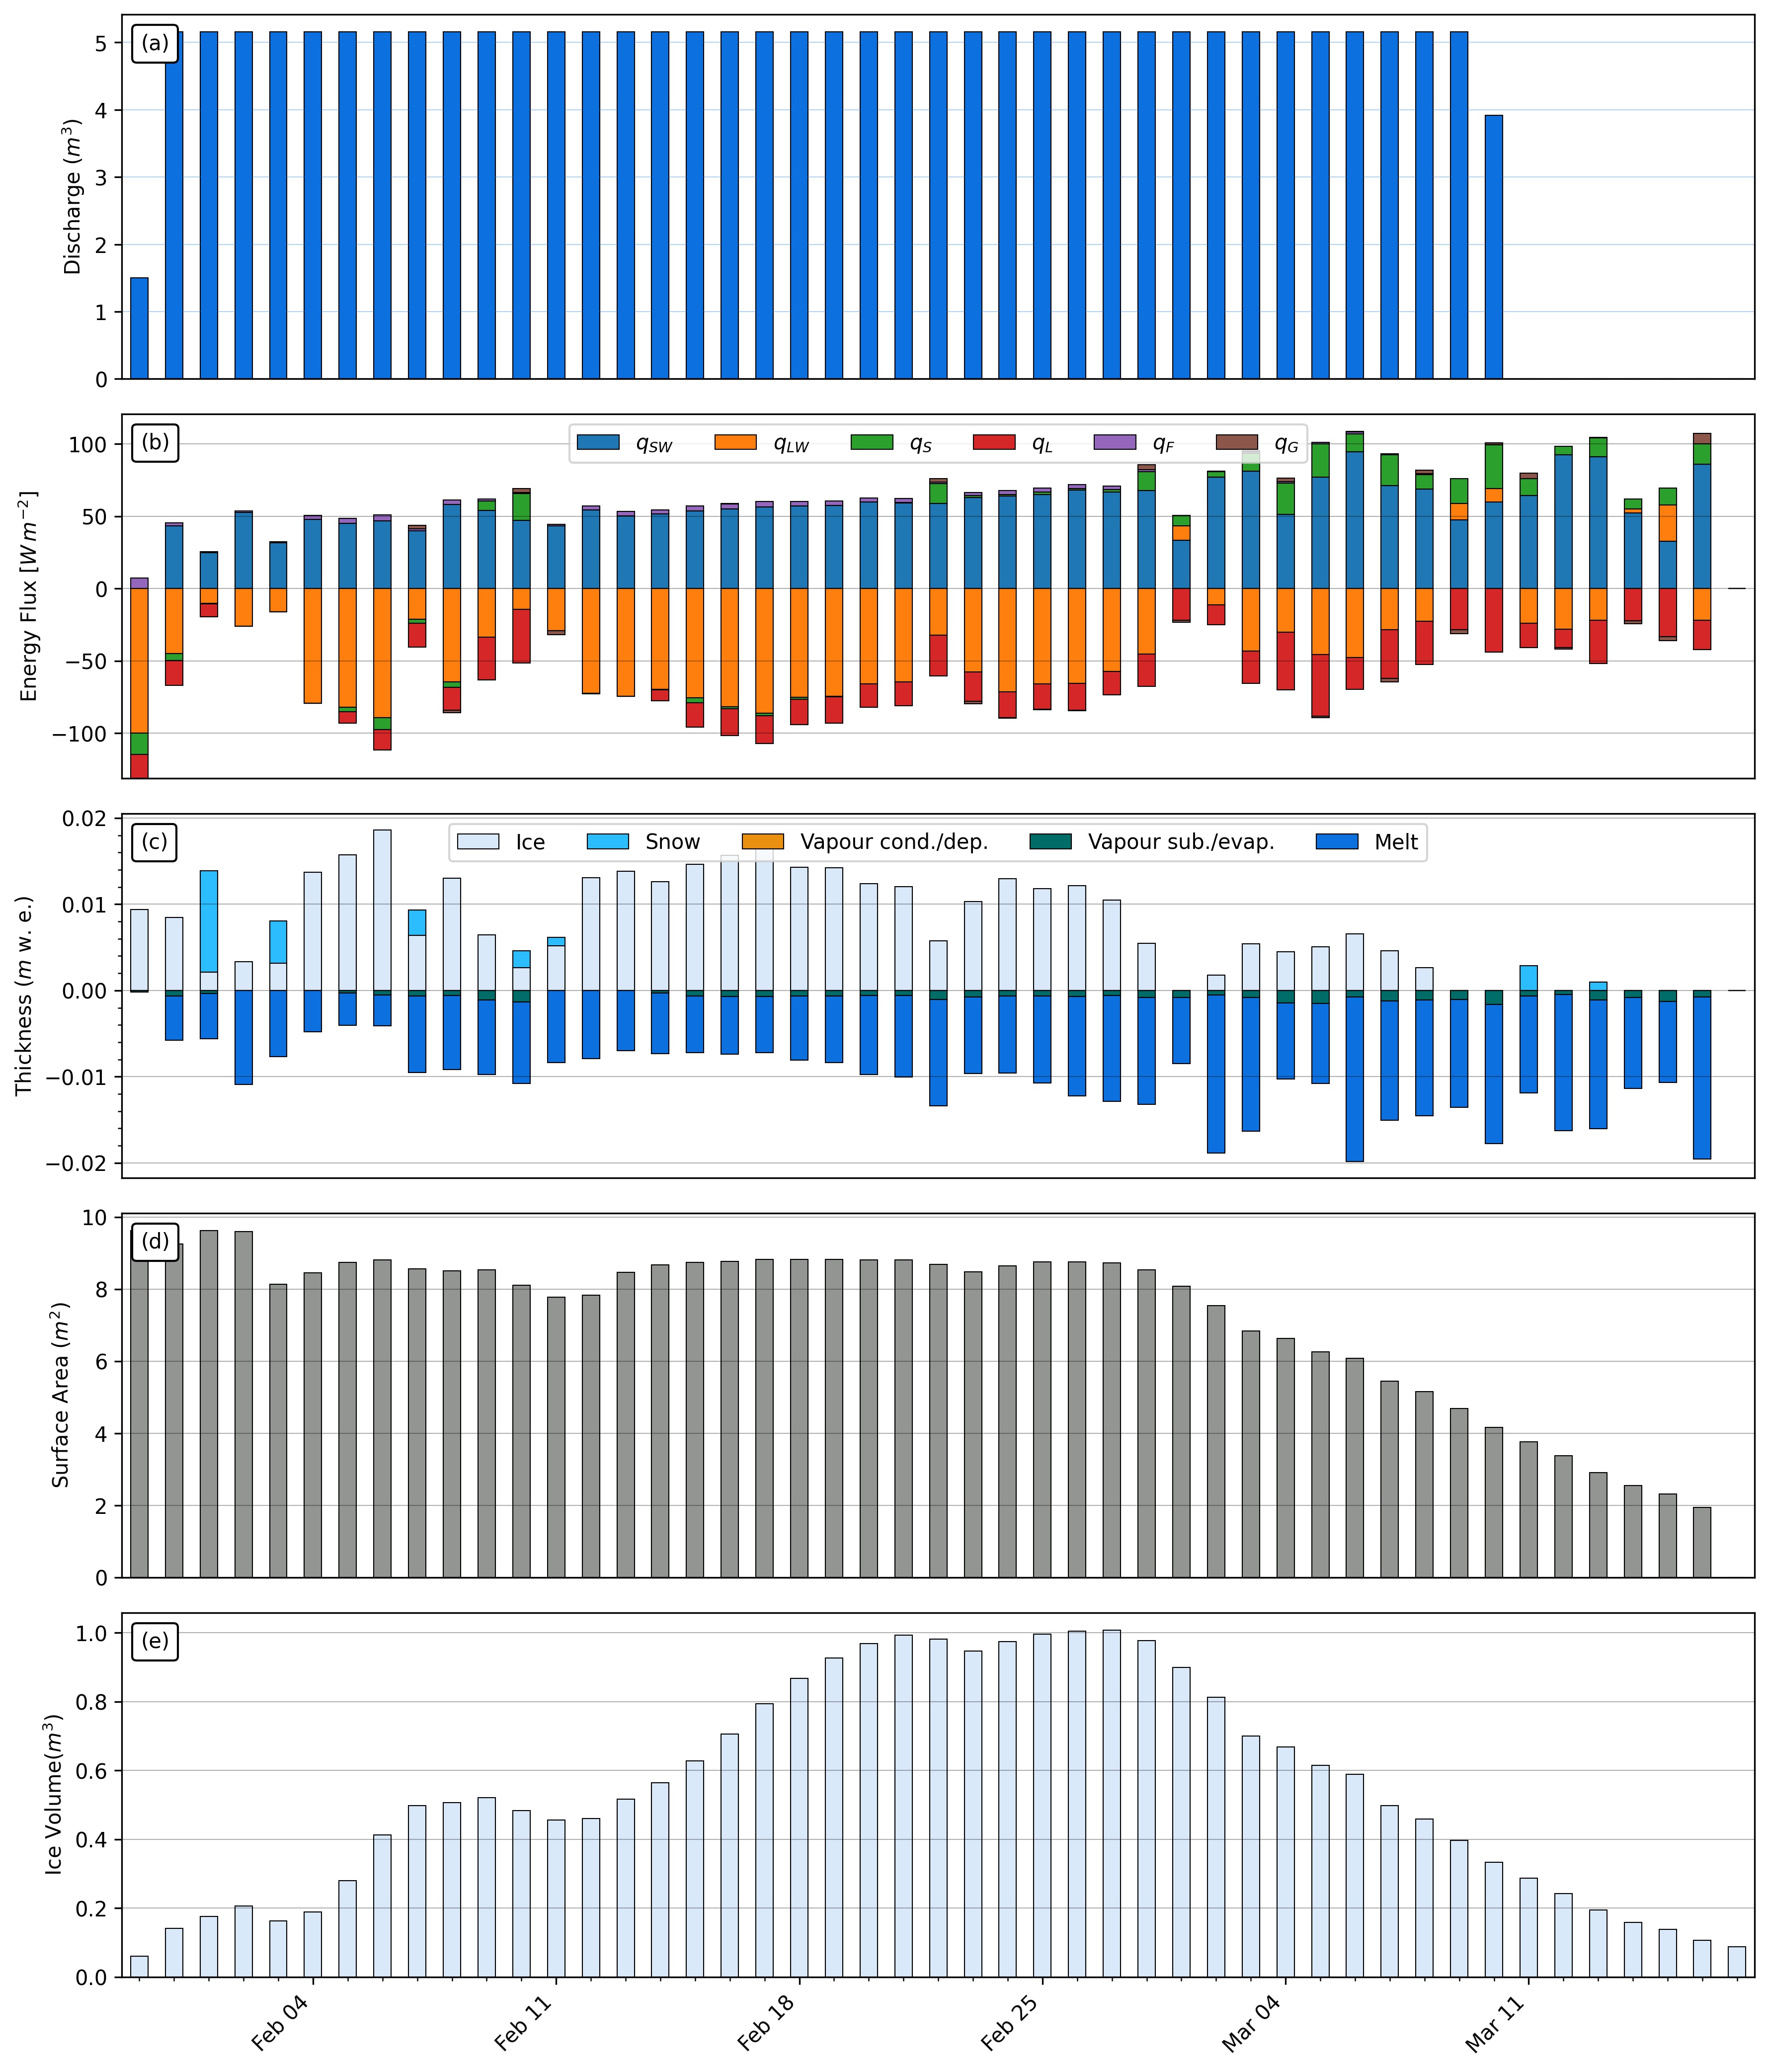 (a)
5
4
3
2
1
0
Discharge (m³)
(b)
q_SW q_LW q_S q_L q_F q_G
100
50
0
−50
−100
Energy Flux [W m⁻²]
(c)
Ice Snow Vapour cond./dep. Vapour sub./evap. Melt
0.02
0.01
0.00
−0.01
−0.02
Thickness (m w. e.)
(d)
10
8
6
4
2
0
Surface Area (m²)
(e)
1.0
0.8
0.6
0.4
0.2
0.0
Ice Volume(m³)
Feb 04 Feb 11 Feb 18 Feb 25 Mar 04 Mar 11